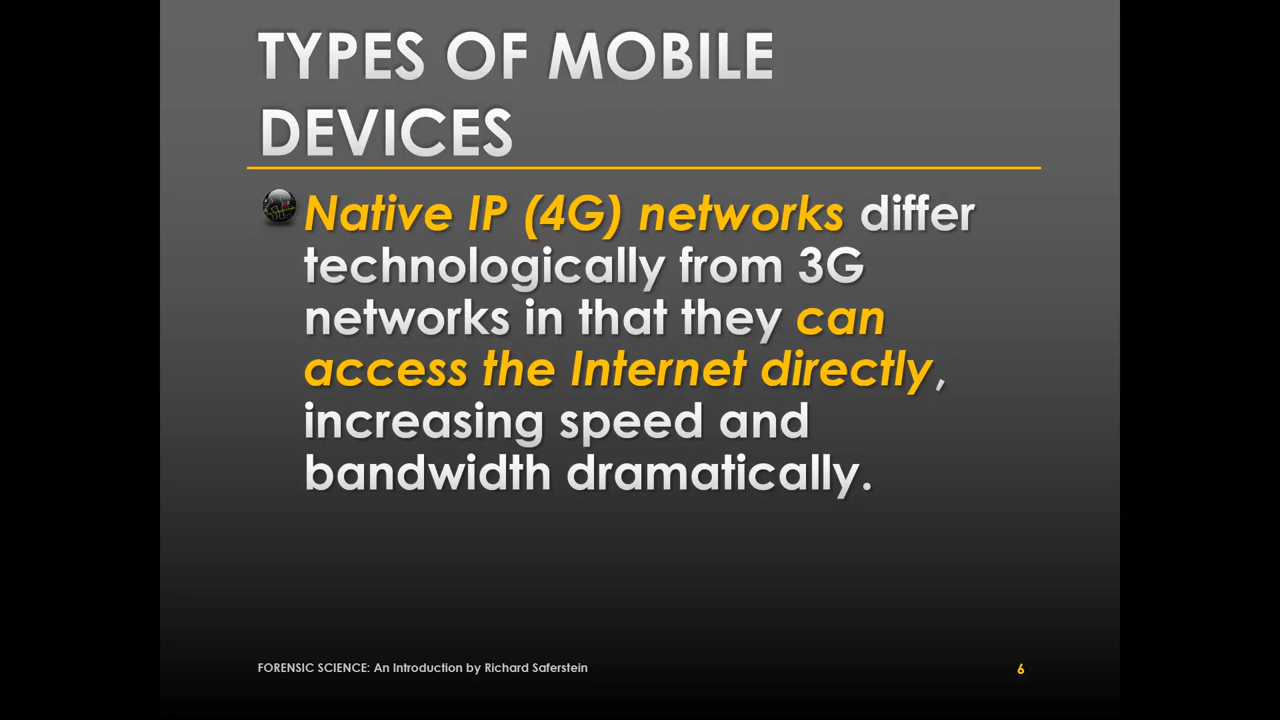 TYPES OF MOBILE
DEVICES
Native IP (4G) networks differ
technologically from 3G
networks in that they can
access the Internet directly,
increasing speed and
bandwidth dramatically.
FORENSIC SCIENCE: An Introduction by Richard Saferstein
6